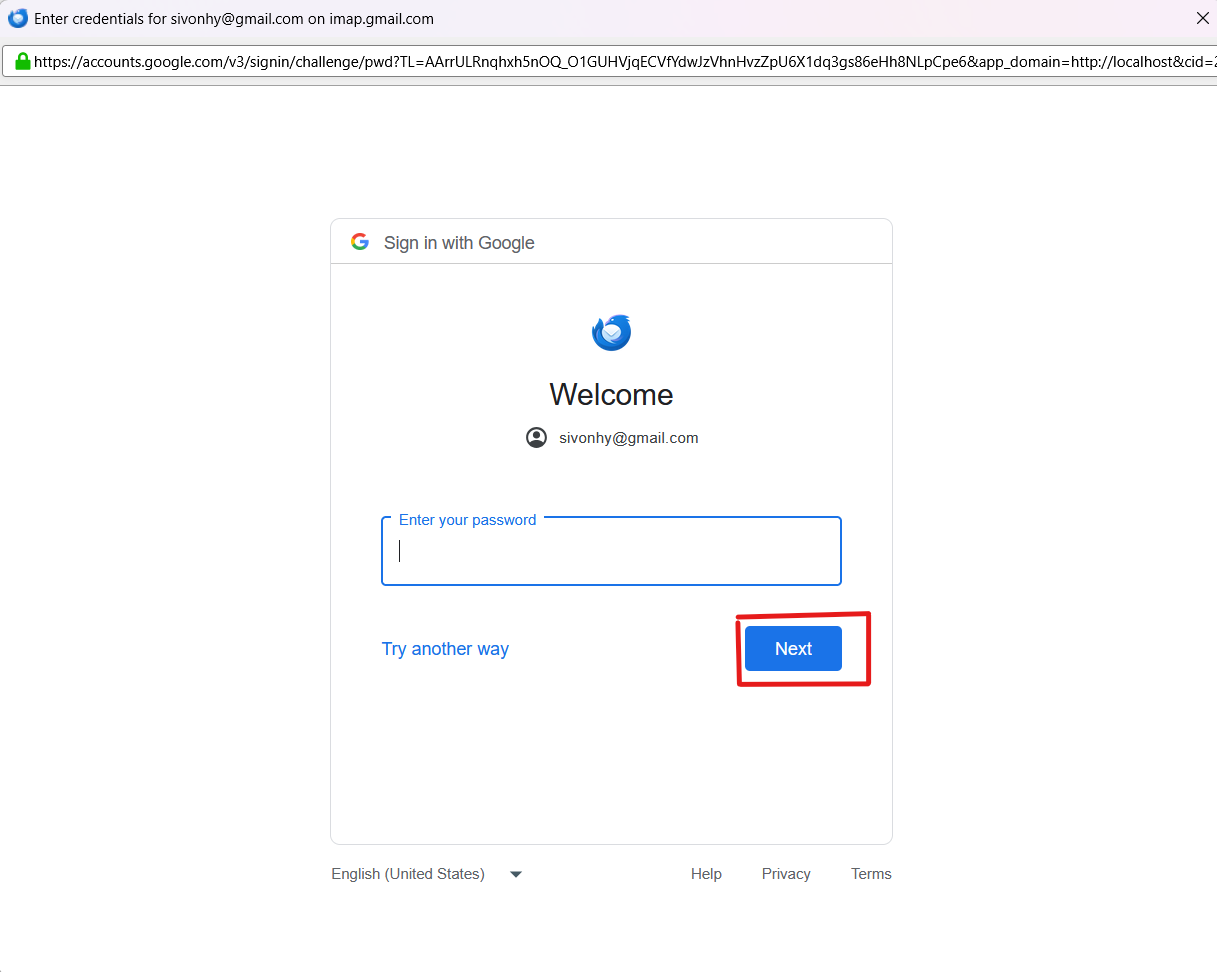 Enter credentials for sivonhy@gmail.com on imap.gmail.com
https://accounts.google.com/v3/signin/challenge/pwd?TL=AArrULRnqhxh5nOQ_O1GUHVjqECVfYdwJzVhnHvzZpU6X1dq3gs86eHh8NLpCpe6&app_domain=http://localhost&cid=2
Sign in with Google
Welcome
sivonhy@gmail.com
Enter your password
Try another way
Next
English (United States)
Help Privacy Terms